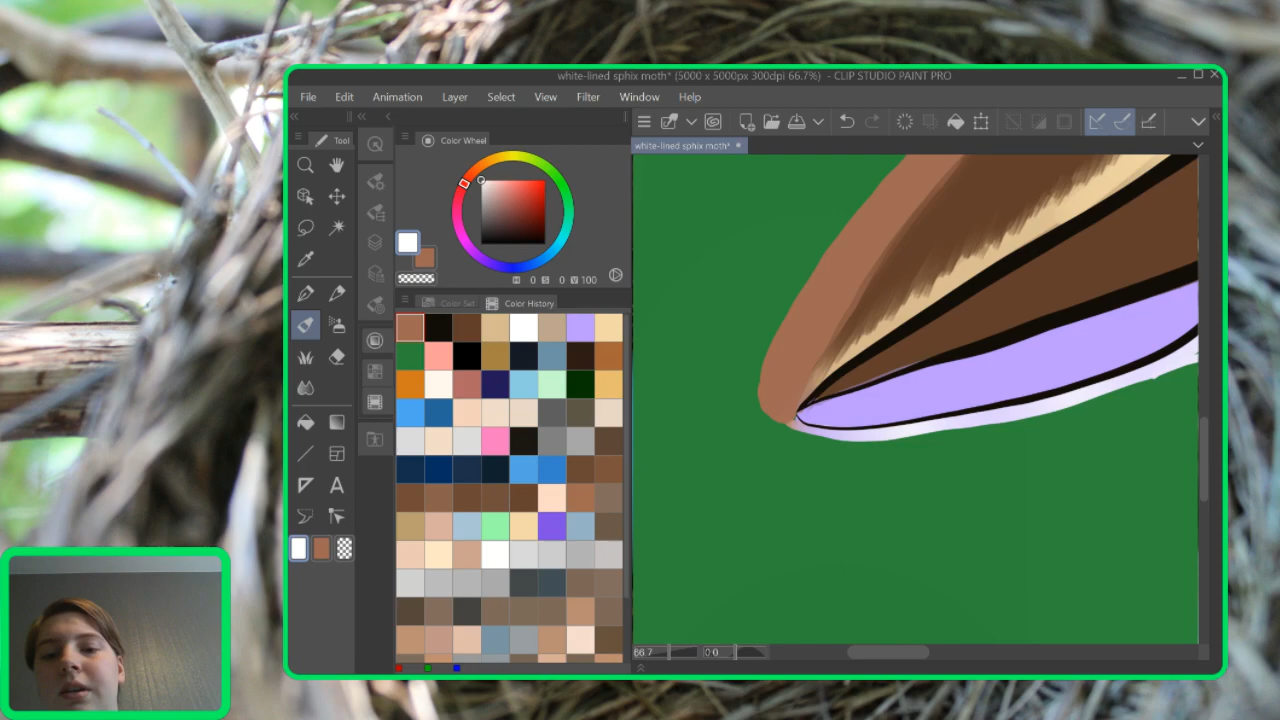 white-lined sphix moth* (5000 x 5000px 300dpi 66.7%) - CLIP STUDIO PAINT PRO
File Edit Animation Layer Select View Filter Window Help
Tool
Color Wheel
white-lined sphix moth*
H 0 S 0 V 100
Color Set Color History
A
66.7 0.0